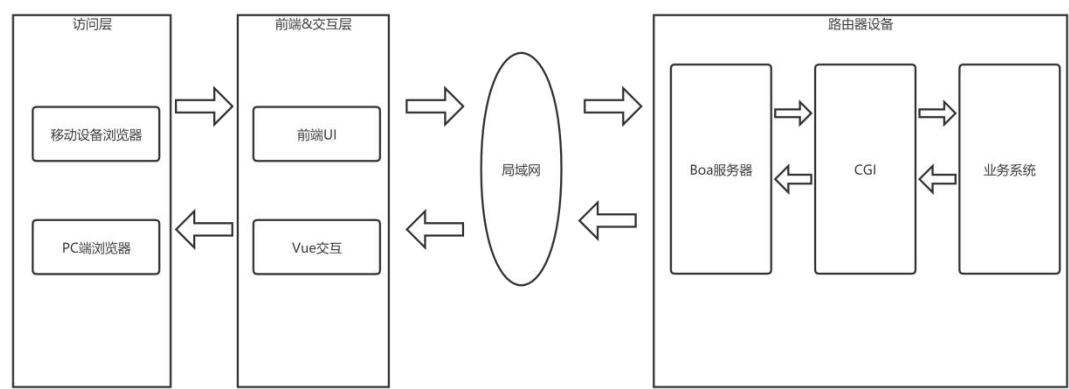 访问层
移动设备浏览器
PC端浏览器
前端&交互层
前端UI
Vue交互
局域网
路由器设备
Boa服务器
CGI
业务系统